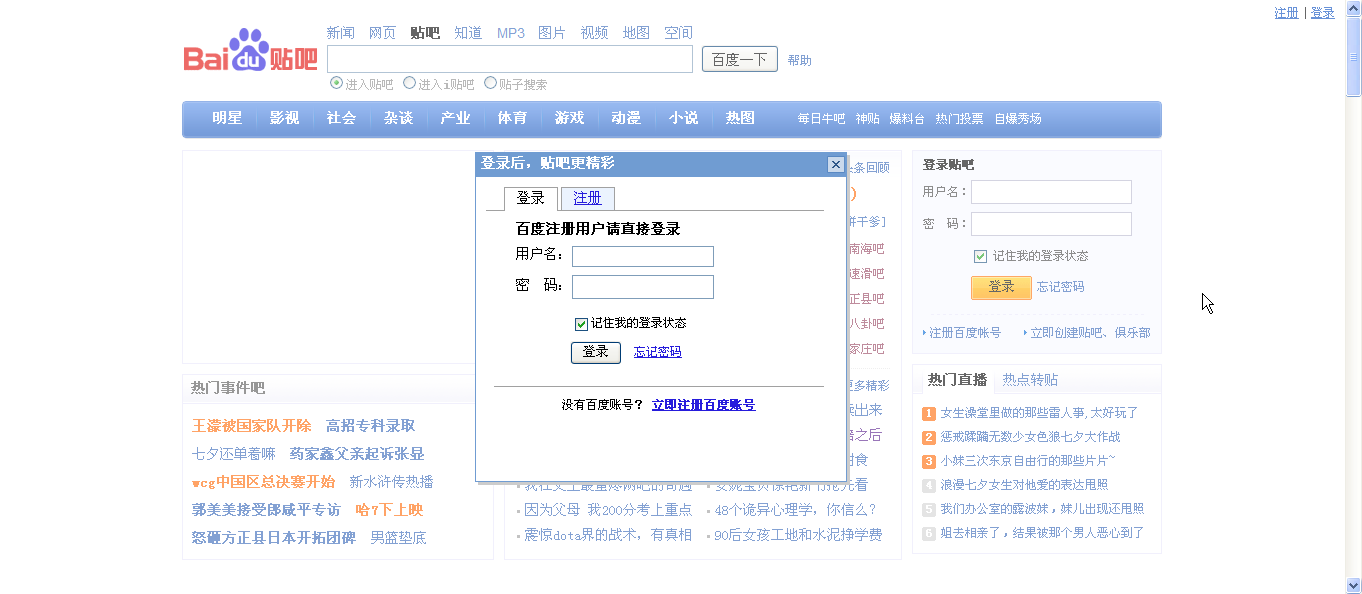 注册 | 登录
Bai du 贴吧
新闻 网页 贴吧 知道 MP3 图片 视频 地图 空间
百度一下 帮助
进入贴吧 进入i贴吧 贴子搜索
明星 影视 社会 杂谈 产业 体育 游戏 动漫 小说 热图 每日牛吧 神贴 爆料台 热门投票 自爆秀场
登录后，贴吧更精彩
登录 注册
百度注册用户请直接登录
用户名：
密 码：
记住我的登录状态
登录 忘记密码
没有百度账号？ 立即注册百度账号
条回顾
饼干爹]
南海吧
速滑吧
正县吧
八卦吧
家庄吧
更多精彩
出来
之后
食
登录贴吧
用户名：
密 码：
记住我的登录状态
登录 忘记密码
注册百度帐号 立即创建贴吧、俱乐部
热门事件吧
王濛被国家队开除 高招专科录取
七夕还单着嘛 药家鑫父亲起诉张显
wcg中国区总决赛开始 新水浒传热播
郭美美接受郎咸平专访 哈7下上映
怒砸方正县日本开拓团碑 男篮垫底
因为父母 我200分考上重点 48个诡异心理学，你信么？
震惊dota界的战术，有真相 90后女孩工地和水泥挣学费
热门直播 热点转贴
1 女生澡堂里做的那些雷人事,太好玩了
2 惩戒蹂躏无数少女色狼七夕大作战
3 小妹三次东京自由行的那些片片~
4 浪漫七夕女生对他爱的表达甩照
5 我们办公室的露波妹，妹儿出现还甩照
6 姐去相亲了，结果被那个男人恶心到了